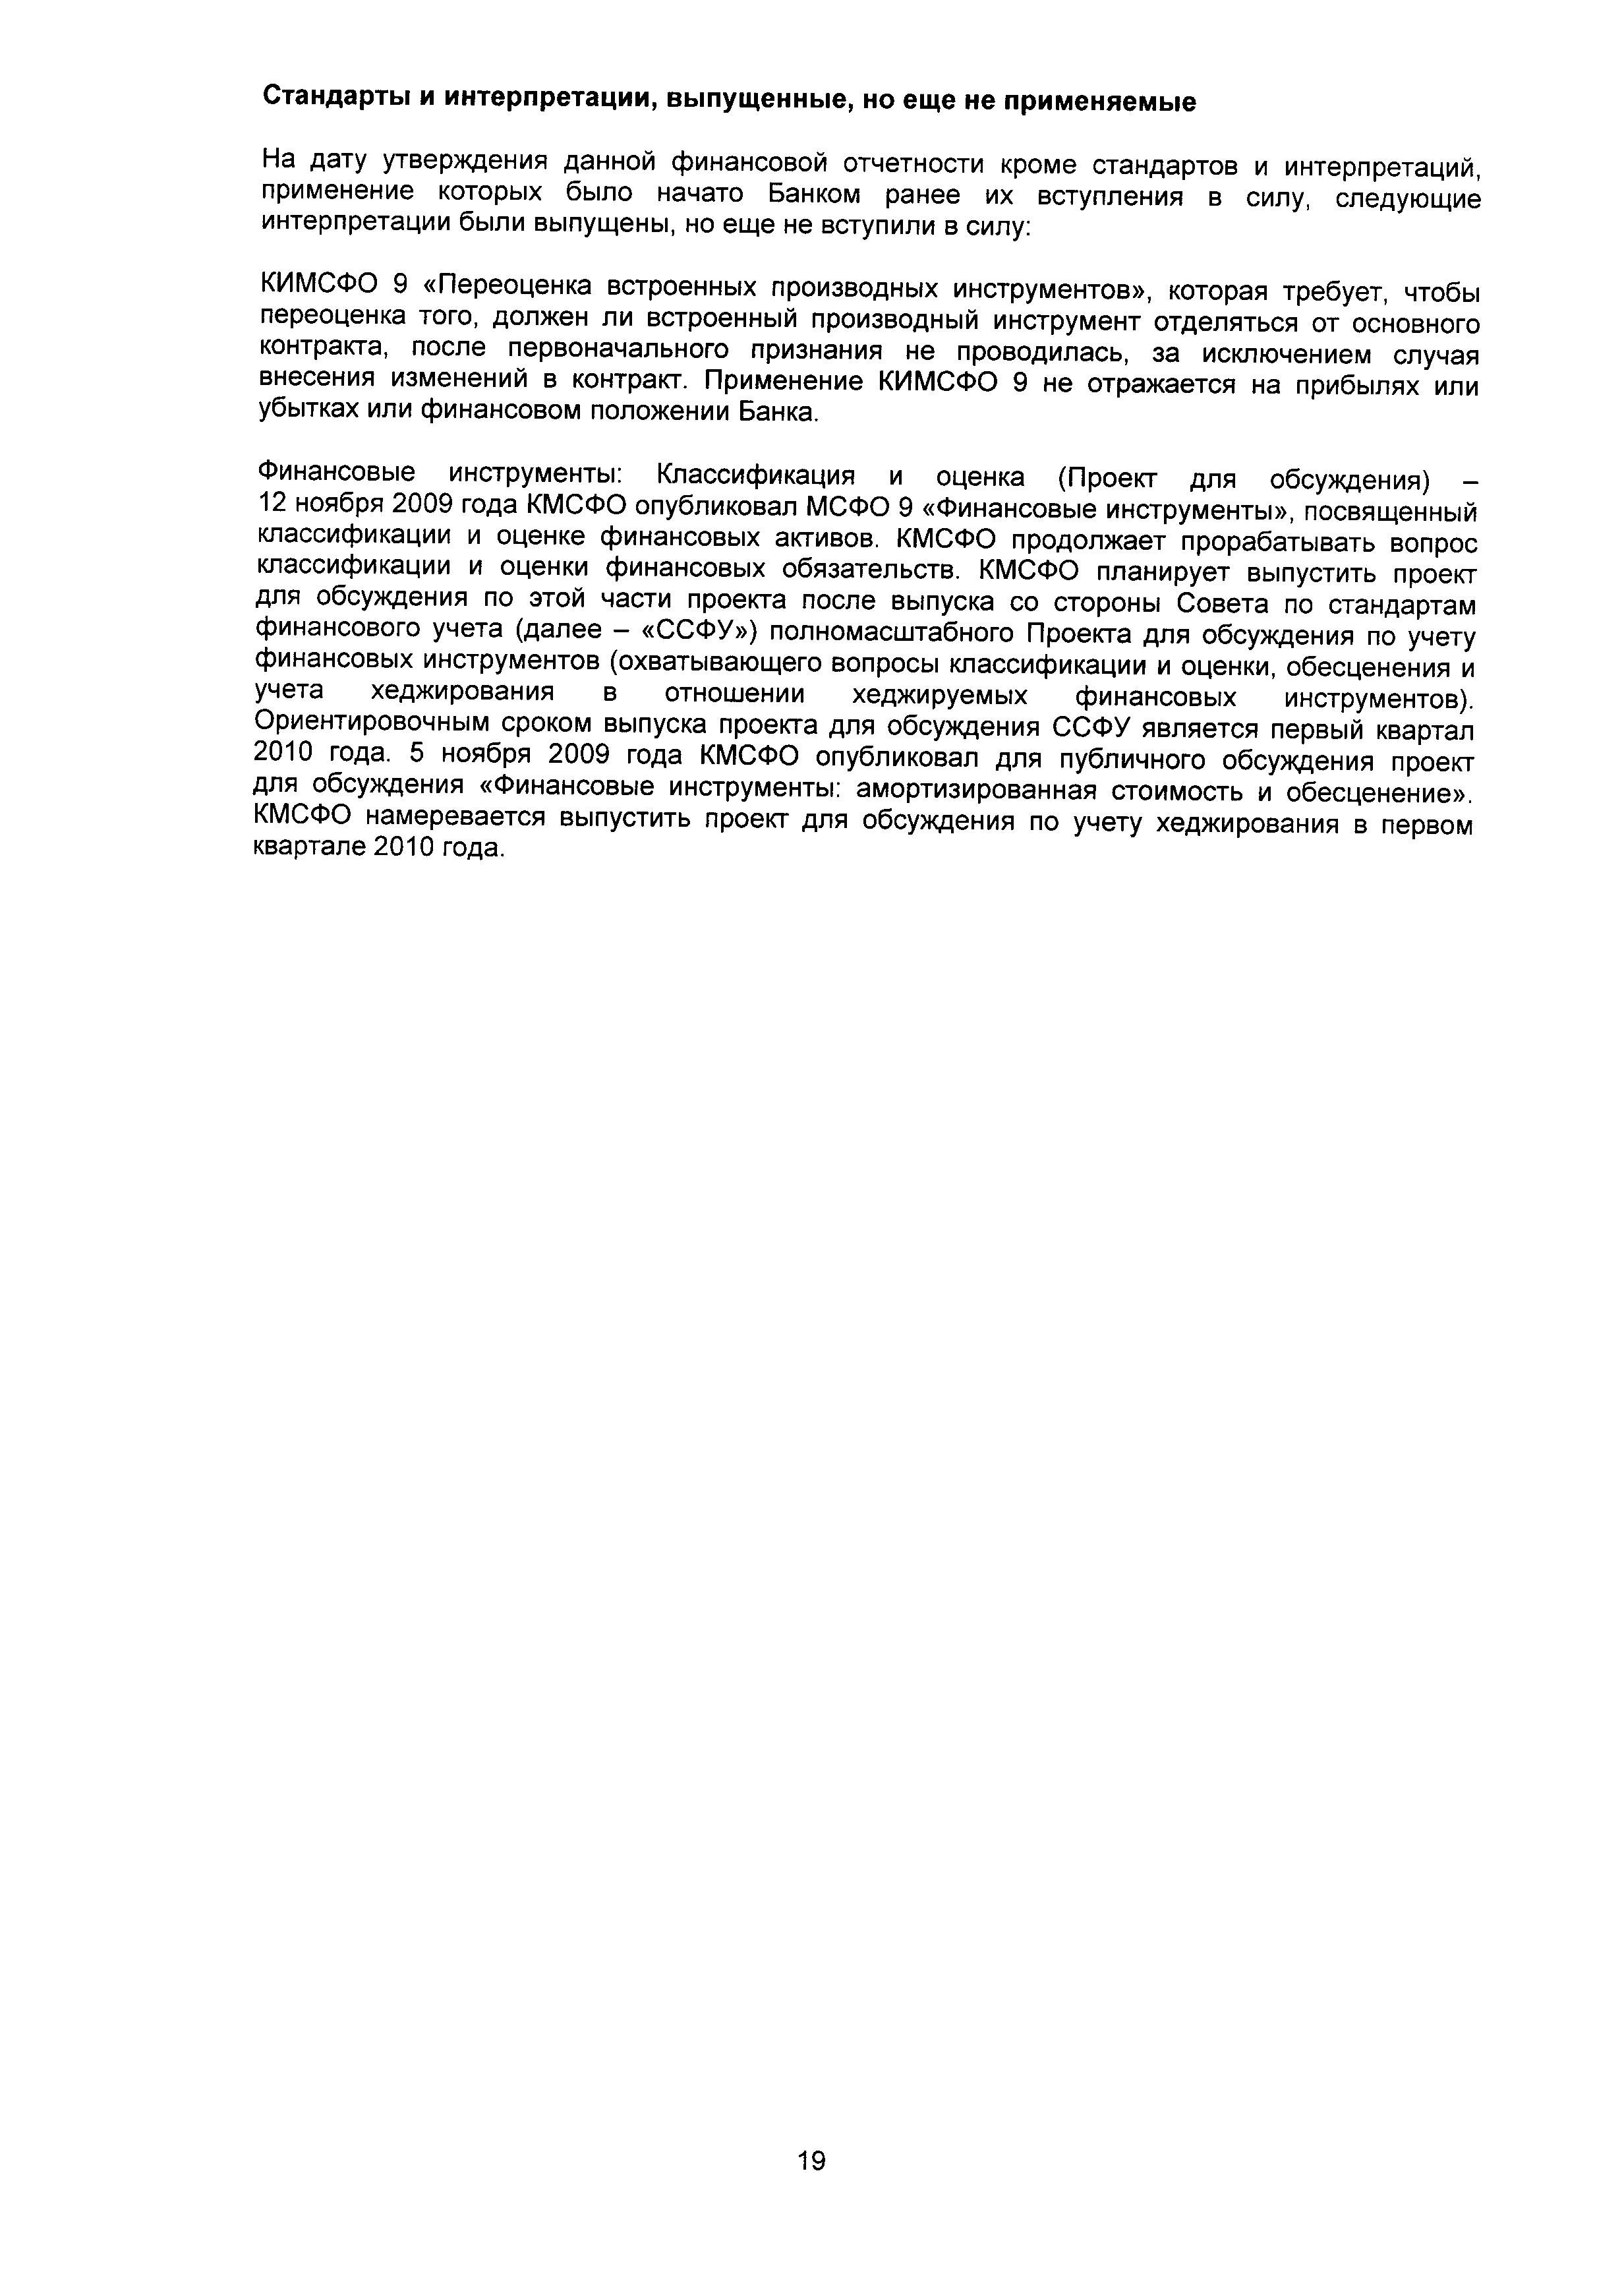 Стандарты и интерпретации, выпущенные, но еще не применяемые
На дату утверждения данной финансовой отчетности кроме стандартов и интерпретаций,
применение которых было начато Банком ранее их вступления в силу, следующие
интерпретации были выпущены, но еще не вступили в силу:
КИМСФО 9 «Переоценка встроенных производных инструментов», которая требует, чтобы
переоценка того, должен ли встроенный производный инструмент отделяться от основного
контракта, после первоначального признания не проводилась, за исключением случая
внесения изменений в контракт. Применение КИМСФО 9 не отражается на прибылях или
убытках или финансовом положении Банка.
Финансовые инструменты: Классификация и оценка (Проект для обсуждения) –
12 ноября 2009 года КМСФО опубликовал МСФО 9 «Финансовые инструменты», посвященный
классификации и оценке финансовых активов. КМСФО продолжает прорабатывать вопрос
классификации и оценки финансовых обязательств. КМСФО планирует выпустить проект
для обсуждения по этой части проекта после выпуска со стороны Совета по стандартам
финансового учета (далее – «ССФУ») полномасштабного Проекта для обсуждения по учету
финансовых инструментов (охватывающего вопросы классификации и оценки, обесценения и
учета хеджирования в отношении хеджируемых финансовых инструментов).
Ориентировочным сроком выпуска проекта для обсуждения ССФУ является первый квартал
2010 года. 5 ноября 2009 года КМСФО опубликовал для публичного обсуждения проект
для обсуждения «Финансовые инструменты: амортизированная стоимость и обесценение».
КМСФО намеревается выпустить проект для обсуждения по учету хеджирования в первом
квартале 2010 года.
19